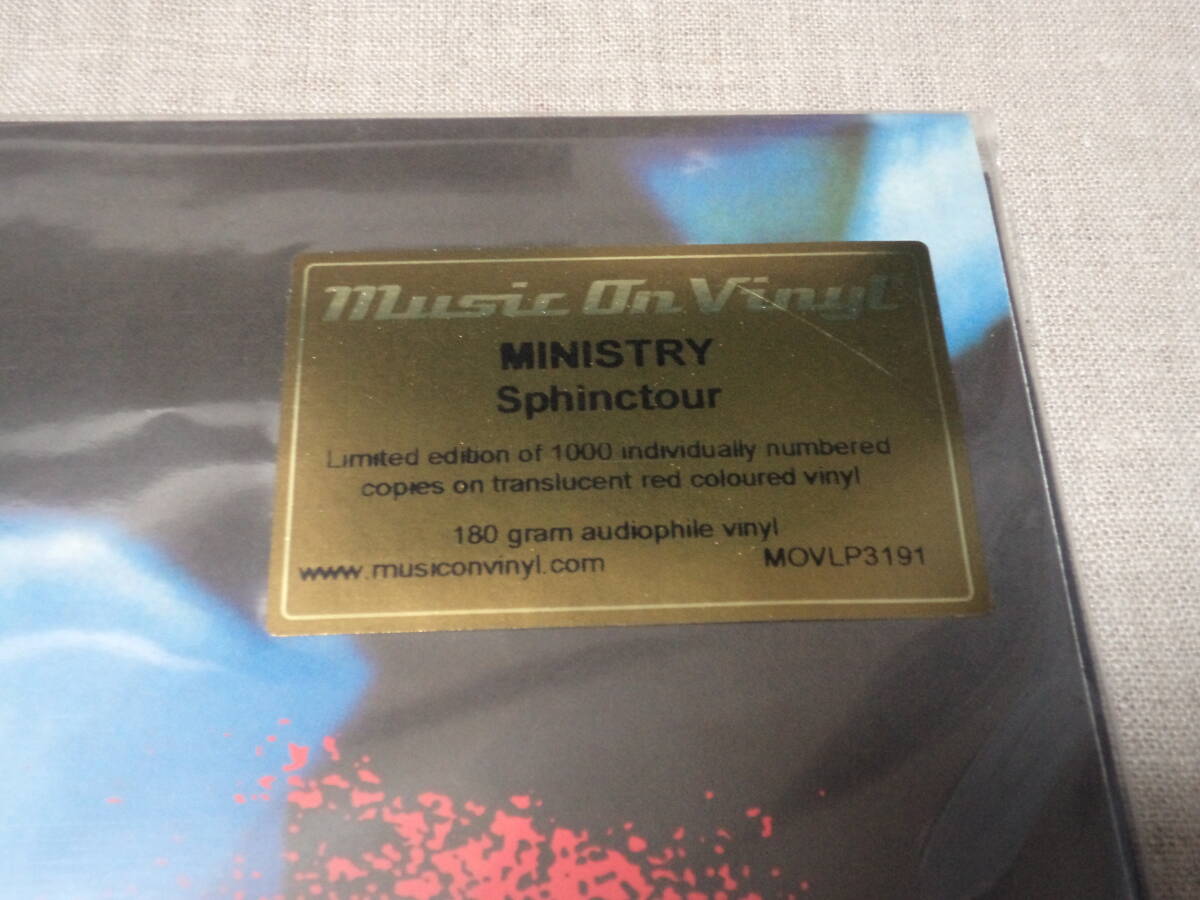 Music On Vinyl
MINISTRY
Sphinctour
Limited edition of 1000 individually numbered
copies on translucent red coloured vinyl
180 gram audiophile vinyl
www.musiconvinyl.com MOVLP3191